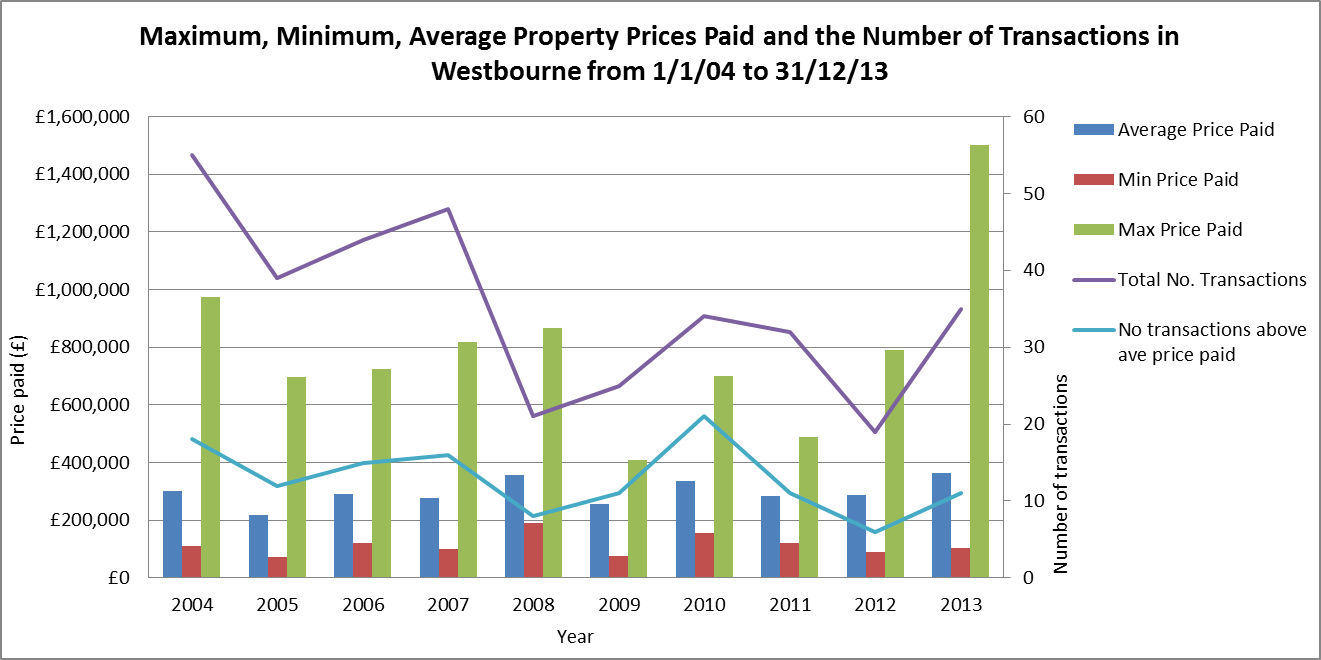 Maximum, Minimum, Average Property Prices Paid and the Number of Transactions in
Westbourne from 1/1/04 to 31/12/13
£1,600,000
£1,400,000
£1,200,000
£1,000,000
£800,000
£600,000
£400,000
£200,000
£0
Price paid (£)
2004 2005 2006 2007 2008 2009 2010 2011 2012 2013
Year
60
50
40
30
20
10
0
Number of transactions
Average Price Paid
Min Price Paid
Max Price Paid
Total No. Transactions
No transactions above
ave price paid